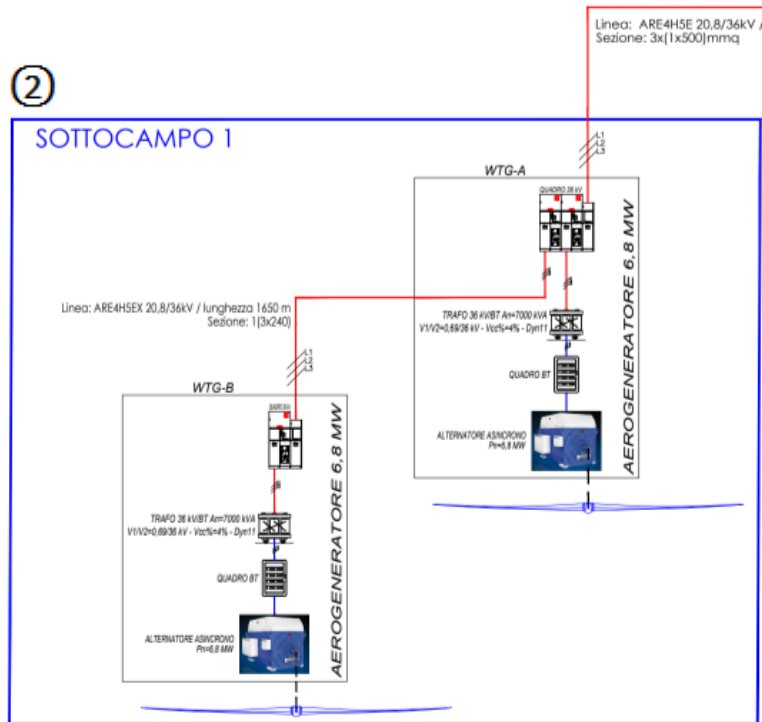 Linea: ARE4H5E 20,8/36kV /
Sezione: 3x(1x500)mmq
2
SOTTOCAMPO 1
L1
L2
L3
WTG-A
QUADRO 36 kV
AEROGENERATORE 6,8 MW
Linea: ARE4H5EX 20,8/36kV / lunghezza 1650 m
Sezione: 1(3x240)
TRAFO 36 kV/BT An=7000 kVA
V1/V2=0,69/36 kV - Vcc%=4% - Dyn11
QUADRO BT
ALTERNATORE ASINCRONO
Pn=6,8 MW
L1
L2
L3
WTG-B
AEROGENERATORE 6,8 MW
TRAFO 36 kV/BT An=7000 kVA
V1/V2=0,69/36 kV - Vcc%=4% - Dyn11
QUADRO BT
ALTERNATORE ASINCRONO
Pn=6,8 MW